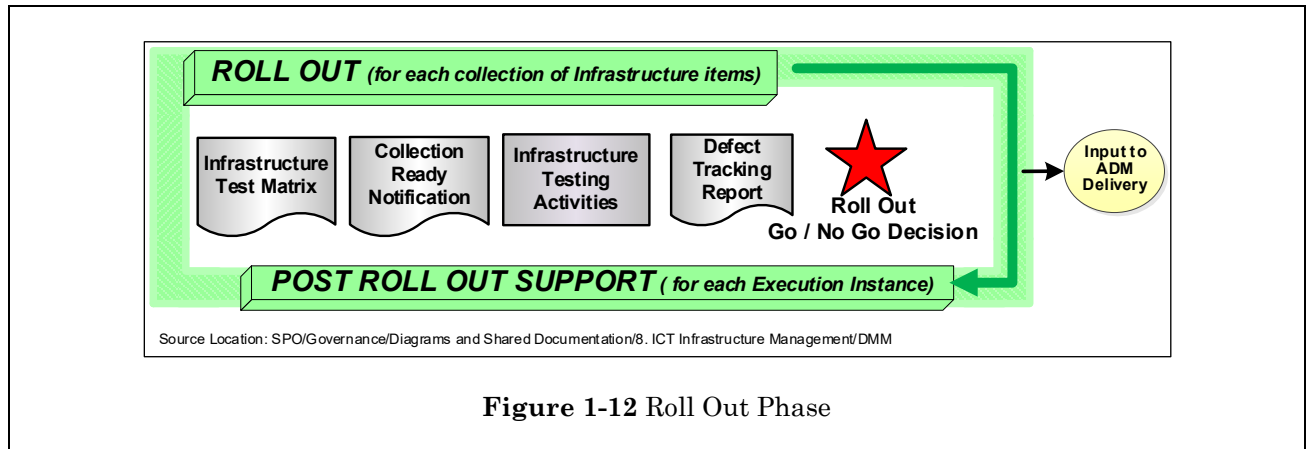 ROLL OUT (for each collection of Infrastructure items)
Infrastructure
Test Matrix
Collection
Ready
Notification
Infrastructure
Testing
Activities
Defect
Tracking
Report
Roll Out
Go / No Go Decision
Input to
ADM
Delivery
POST ROLL OUT SUPPORT ( for each Execution Instance)
Source Location: SPO/Governance/Diagrams and Shared Documentation/8. ICT Infrastructure Management/DMM
Figure 1-12 Roll Out Phase